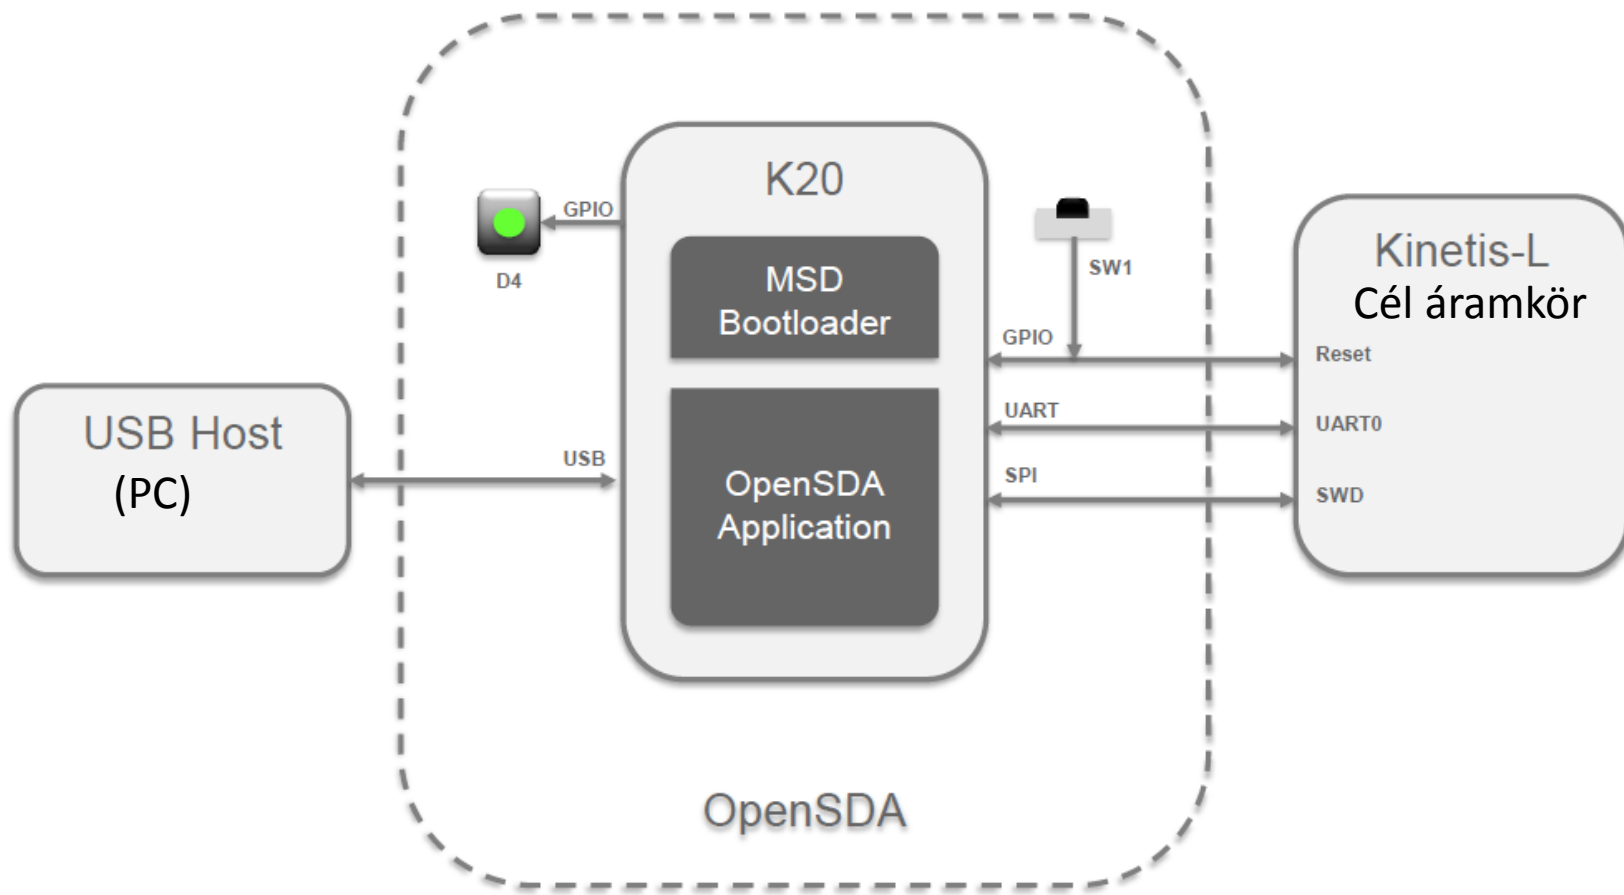 K20
GPIO
D4
MSD
Bootloader
SW1
GPIO
Kinetis-L
Cél áramkör
Reset
USB Host
(PC)
USB
OpenSDA
Application
UART
UART0
SPI
SWD
OpenSDA